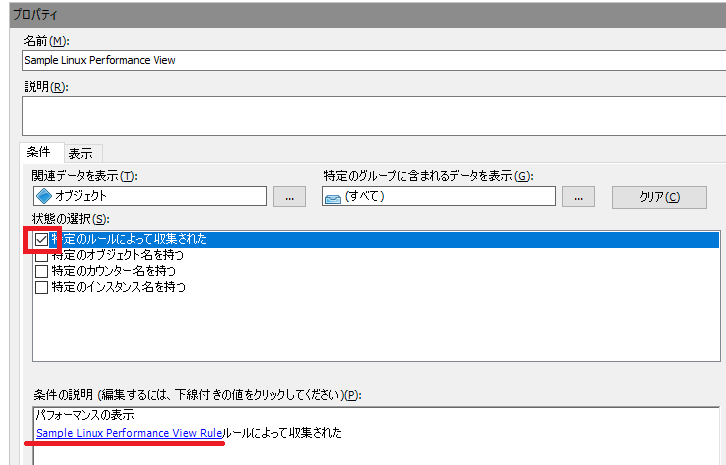 プロパティ
名前(M):
Sample Linux Performance View
説明(R):
条件 表示
関連データを表示(T): 特定のグループに含まれるデータを表示(G):
オブジェクト ... (すべて) ... クリア(C)
状態の選択(S):
特定のルールによって収集された
特定のオブジェクト名を持つ
特定のカウンター名を持つ
特定のインスタンス名を持つ
条件の説明 (編集するには、下線付きの値をクリックしてください)(P):
パフォーマンスの表示
Sample Linux Performance View Ruleルールによって収集された